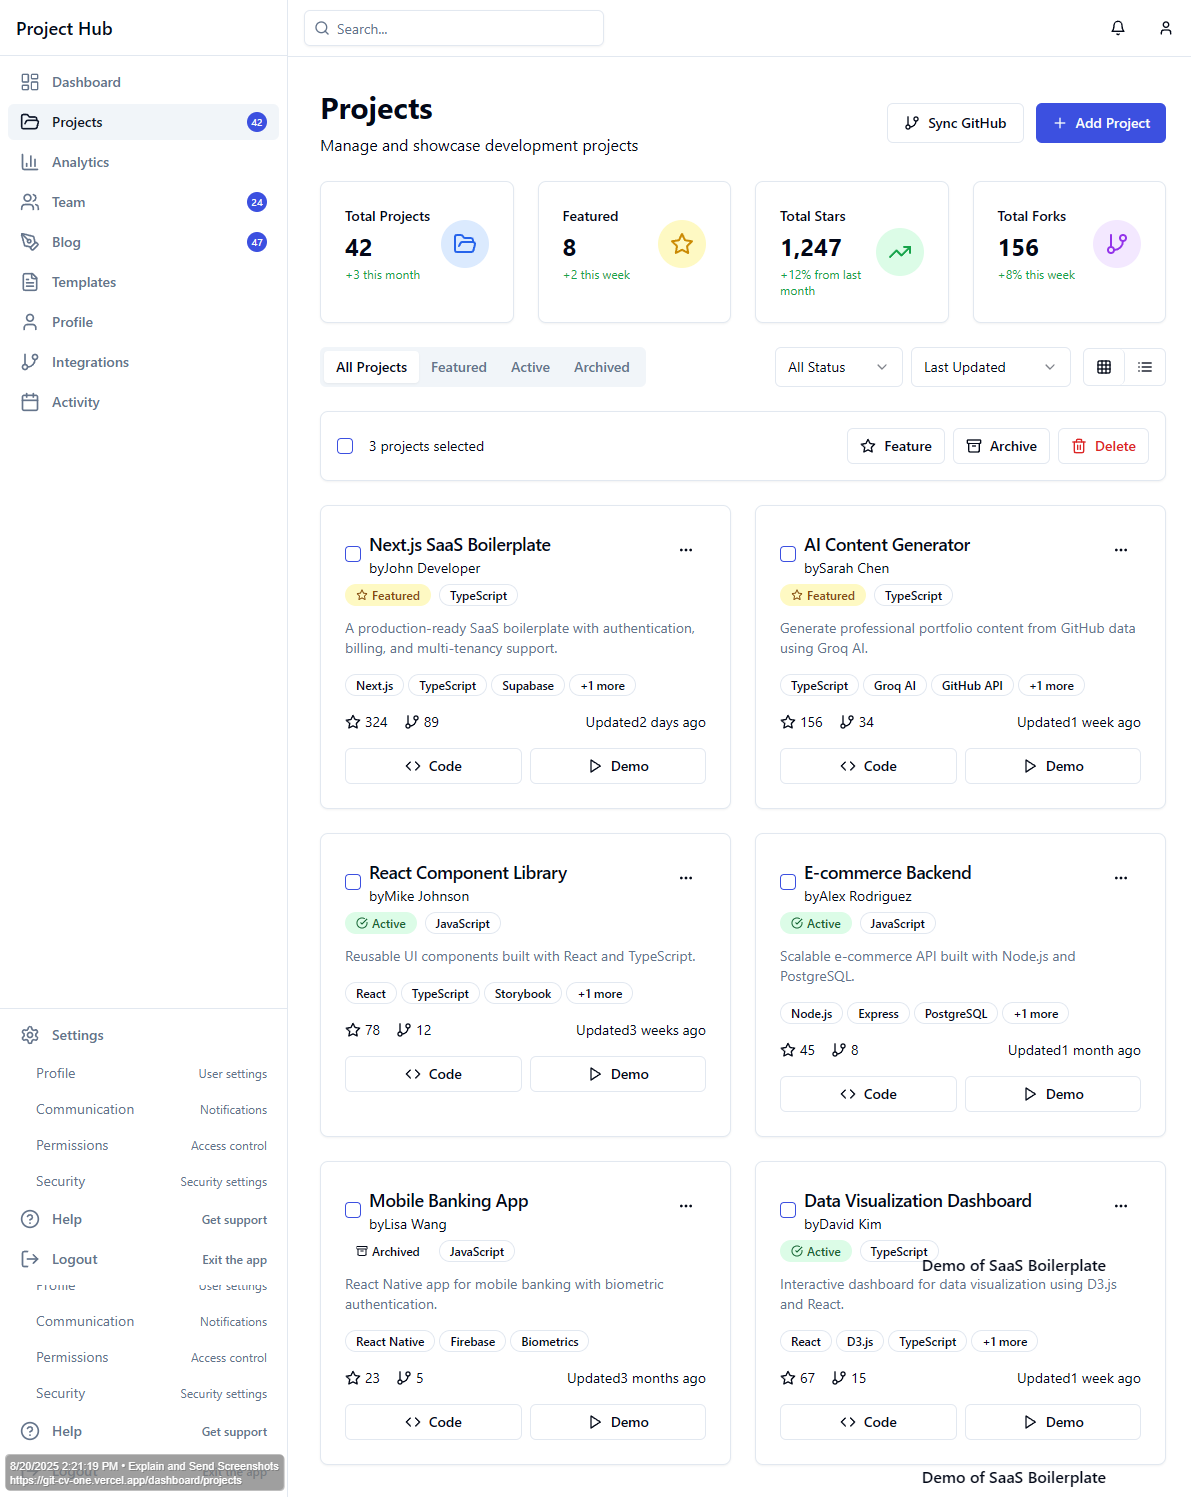 Project Hub
Search...
Dashboard
Projects 42
Analytics
Team 24
Blog 47
Templates
Profile
Integrations
Activity
Projects
Manage and showcase development projects
Sync GitHub
Add Project
Total Projects
42
+3 this month
Featured
8
+2 this week
Total Stars
1,247
+12% from last
month
Total Forks
156
+8% this week
All Projects Featured Active Archived
All Status
Last Updated
3 projects selected
Feature
Archive
Delete
Next.js SaaS Boilerplate
...
byJohn Developer
Featured TypeScript
A production-ready SaaS boilerplate with authentication,
billing, and multi-tenancy support.
Next.js TypeScript Supabase +1 more
324 89 Updated2 days ago
Code Demo
AI Content Generator
...
bySarah Chen
Featured TypeScript
Generate professional portfolio content from GitHub data
using Groq AI.
TypeScript Groq AI GitHub API +1 more
156 34 Updated1 week ago
Code Demo
React Component Library
...
byMike Johnson
Active JavaScript
Reusable UI components built with React and TypeScript.
React TypeScript Storybook +1 more
78 12 Updated3 weeks ago
Code Demo
E-commerce Backend
...
byAlex Rodriguez
Active JavaScript
Scalable e-commerce API built with Node.js and
PostgreSQL.
Node.js Express PostgreSQL +1 more
45 8 Updated1 month ago
Code Demo
Mobile Banking App
...
byLisa Wang
Archived JavaScript
React Native app for mobile banking with biometric
authentication.
React Native Firebase Biometrics
23 5 Updated3 months ago
Code Demo
Data Visualization Dashboard
...
byDavid Kim
Active TypeScript
Demo of SaaS Boilerplate
Interactive dashboard for data visualization using D3.js
and React.
React D3.js TypeScript +1 more
67 15 Updated1 week ago
Code Demo
Demo of SaaS Boilerplate
Settings
Profile User settings
Communication Notifications
Permissions Access control
Security Security settings
Help Get support
Logout Exit the app
Profile User settings
Communication Notifications
Permissions Access control
Security Security settings
Help Get support
Logout Exit the app
8/20/2025 2:21:19 PM • Explain and Send Screenshots
https://git-cv-one.vercel.app/dashboard/projects